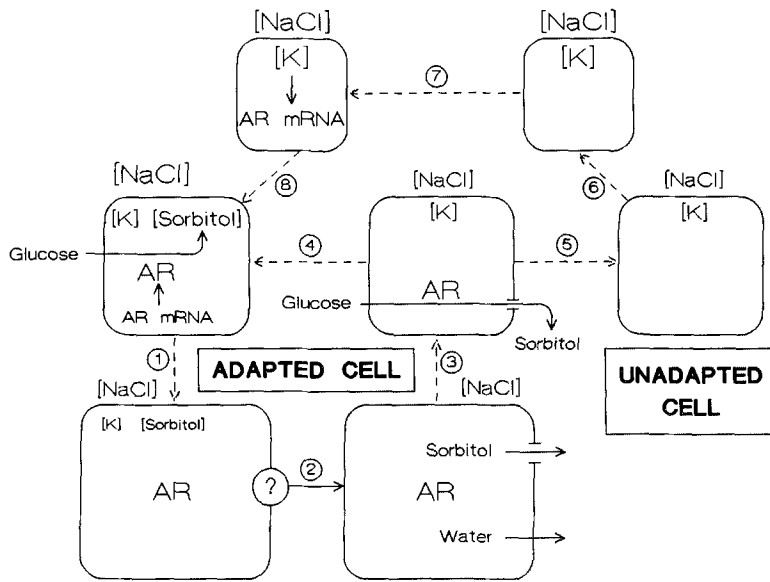 [NaCl]
[K]
AR mRNA
⑦
[NaCl]
[K]
⑧
⑥
[NaCl]
[K] [Sorbitol]
Glucose
AR
AR mRNA
④
[NaCl]
[K]
Glucose
AR
Sorbitol
⑤
[NaCl]
[K]
①
ADAPTED CELL
③
UNADAPTED
CELL
[NaCl]
[K] [Sorbitol]
AR
?
②
[NaCl]
Sorbitol
AR
Water